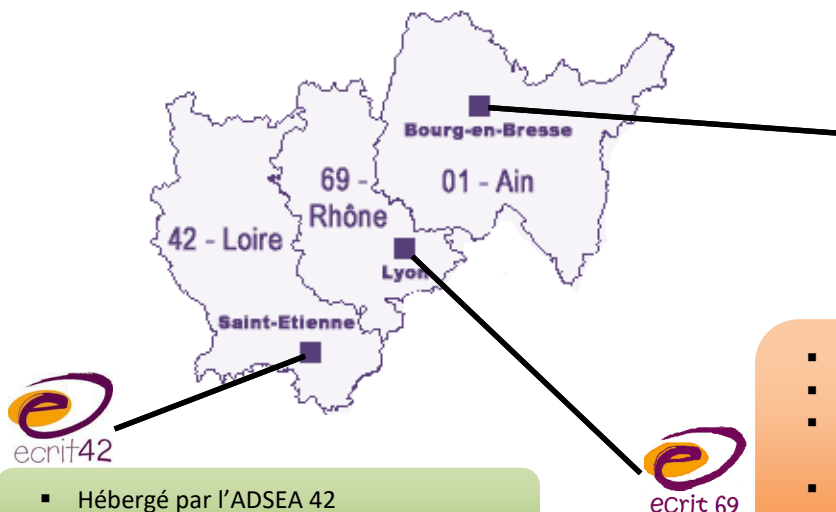 Bourg-en-Bresse
69 -
Rhône
01 - Ain
42 - Loire
Lyon
Saint-Etienne
ecrit42
ecrit 69
▪ Hébergé par l’ADSEA 42